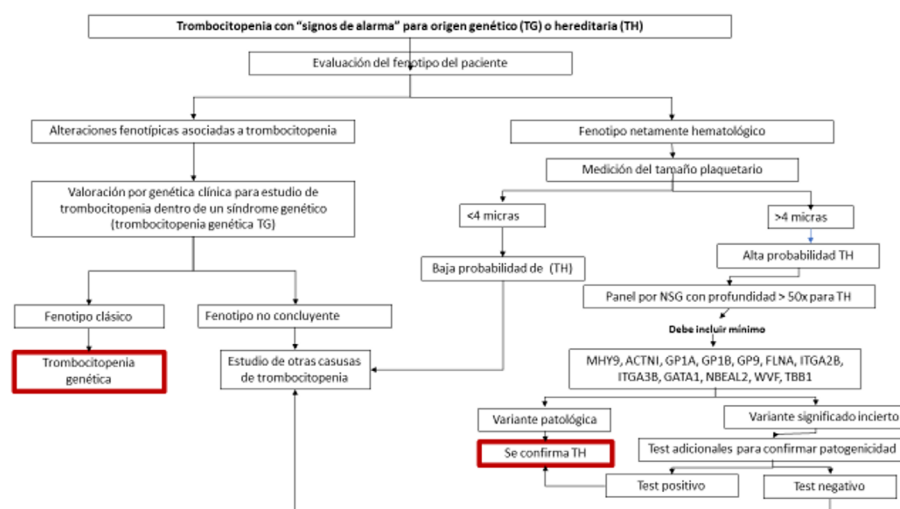 Trombocitopenia con “signos de alarma” para origen genético (TG) o hereditaria (TH)
Evaluación del fenotipo del paciente
Alteraciones fenotípicas asociadas a trombocitopenia
Fenotipo netamente hematológico
Medición del tamaño plaquetario
Valoración por genética clínica para estudio de
trombocitopenia dentro de un síndrome genético
(trombocitopenia genética TG)
<4 micras
>4 micras
Baja probabilidad de (TH)
Alta probabilidad TH
Panel por NSG con profundidad > 50x para TH
Debe incluir mínimo
Fenotipo clásico
Fenotipo no concluyente
Trombocitopenia
genética
Estudio de otras casusas
de trombocitopenia
MHY9, ACTNI, GP1A, GP1B, GP9, FLNA, ITGA2B,
ITGA3B, GATA1, NBEAL2, WVF, TBB1
Variante patológica
Variante significado incierto
Se confirma TH
Test adicionales para confirmar patogenicidad
Test positivo
Test negativo